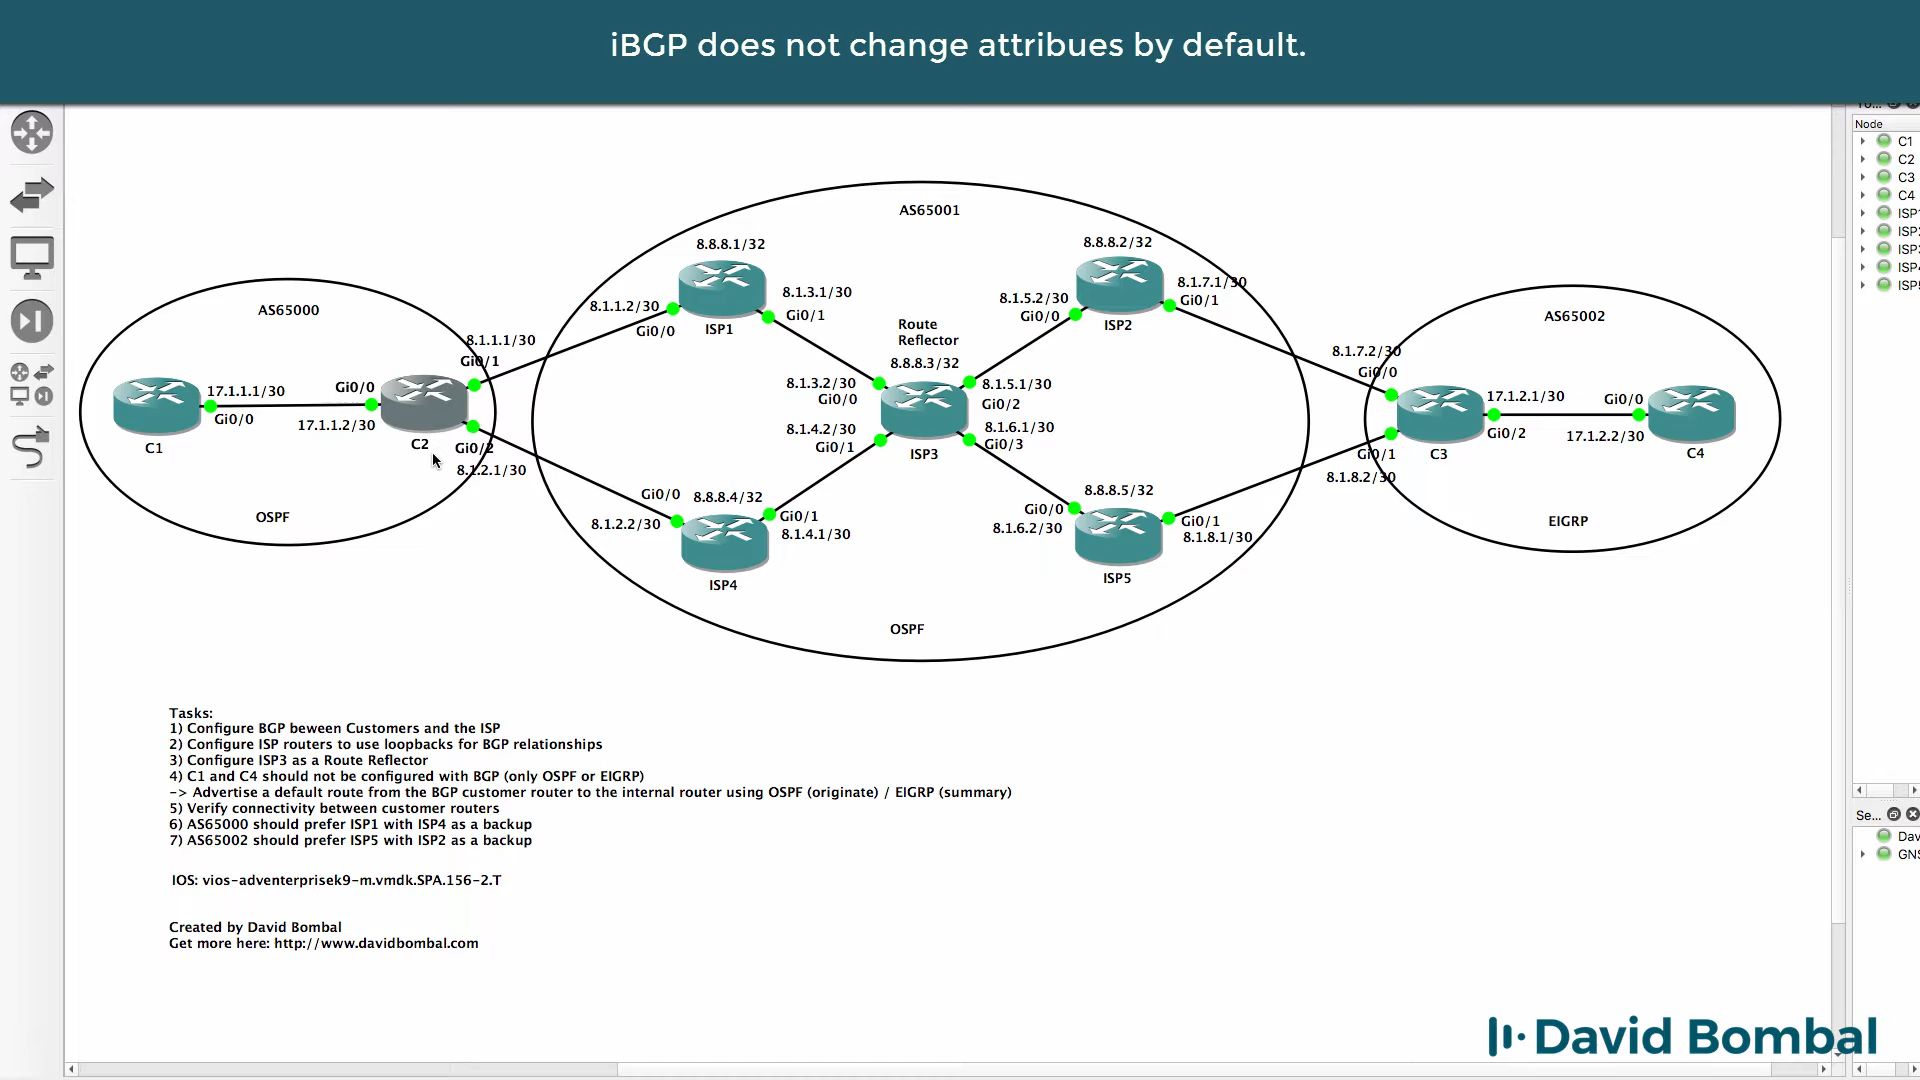 iBGP does not change attribues by default.
Node
C1
C2
C3
C4
AS65001
8.8.8.1/32
8.8.8.2/32
8.1.7.1/30
8.1.3.1/30
8.1.5.2/30
Gi0/1
8.1.1.2/30
Gi0/1
Gi0/0
AS65000
AS65002
ISP1
Gi0/0
ISP2
Route
Reflector
8.1.1.1/30
8.1.7.2/30
Gi0/1
8.8.8.3/32
Gi0/0
17.1.1.1/30
Gi0/0
8.1.3.2/30
8.1.5.1/30
17.1.2.1/30
Gi0/0
Gi0/0
Gi0/2
Gi0/0
17.1.1.2/30
8.1.4.2/30
8.1.6.1/30
Gi0/2
17.1.2.2/30
C1
C2
Gi0/2
Gi0/1
Gi0/3
ISP3
Gi0/1
C3
C4
8.1.2.1/30
8.1.8.2/30
Gi0/0
8.8.8.4/32
8.8.8.5/32
OSPF
8.1.2.2/30
Gi0/1
8.1.4.1/30
Gi0/0
8.1.6.2/30
Gi0/1
8.1.8.1/30
EIGRP
ISP4
ISP5
OSPF
Tasks:
1) Configure BGP beween Customers and the ISP
2) Configure ISP routers to use loopbacks for BGP relationships
3) Configure ISP3 as a Route Reflector
4) C1 and C4 should not be configured with BGP (only OSPF or EIGRP)
-> Advertise a default route from the BGP customer router to the internal router using OSPF (originate) / EIGRP (summary)
5) Verify connectivity between customer routers
6) AS65000 should prefer ISP1 with ISP4 as a backup
7) AS65002 should prefer ISP5 with ISP2 as a backup
IOS: vios-adventerprisek9-m.vmdk.SPA.156-2.T
Created by David Bombal
Get more here: http://www.davidbombal.com
Se...
David Bombal